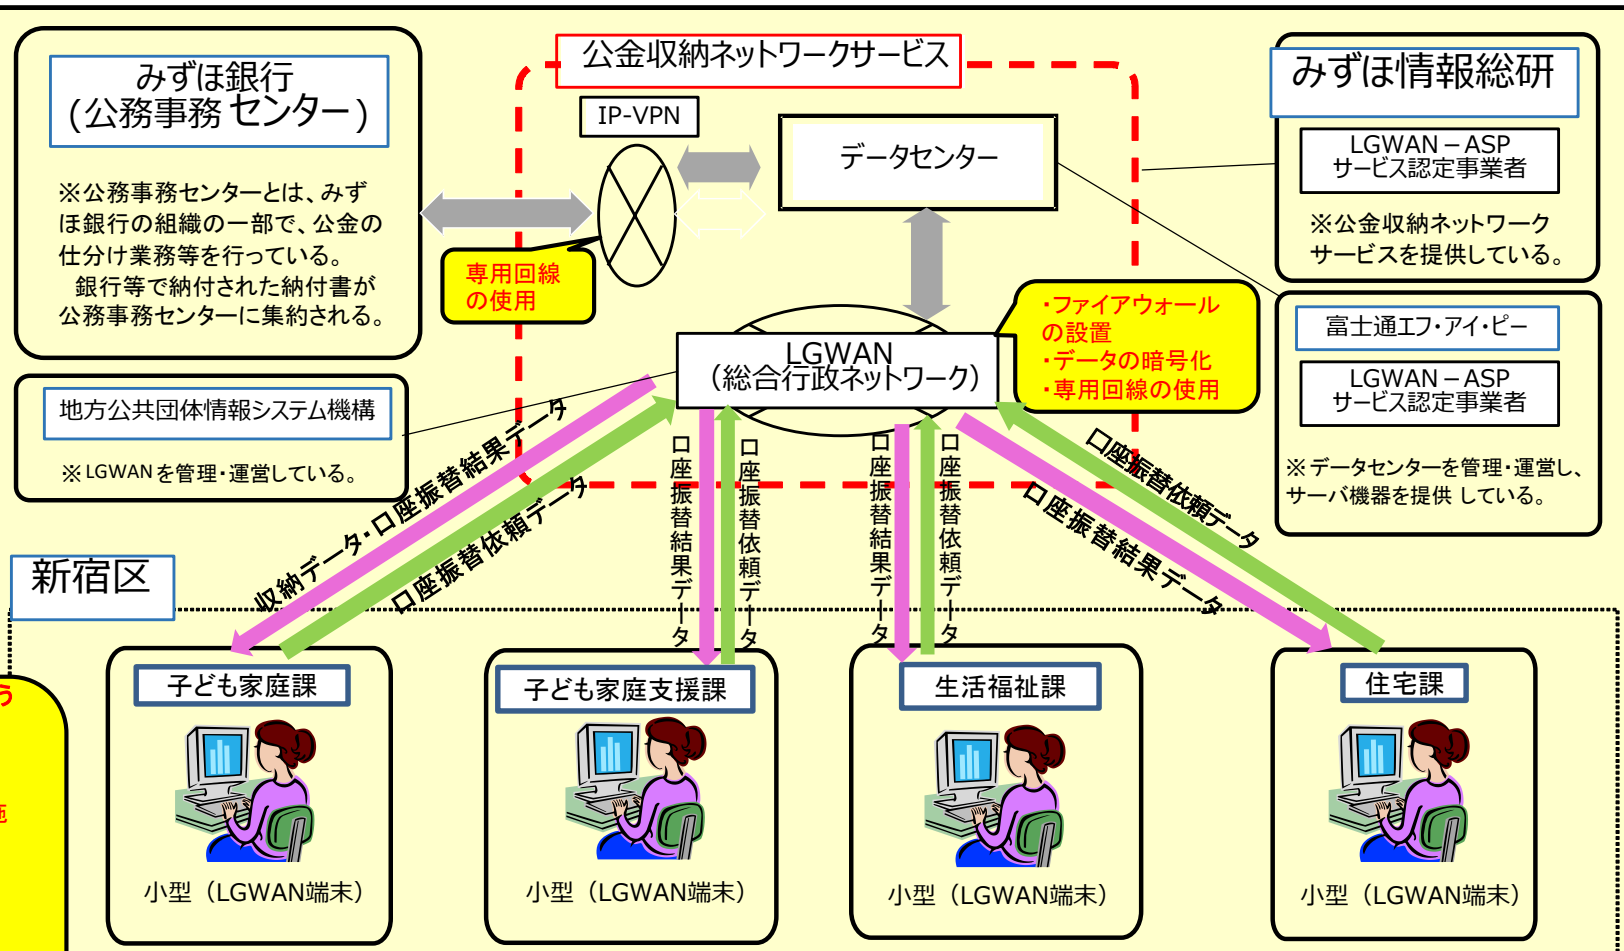 公金収納ネットワークサービス
みずほ銀行
(公務事務 センター)
※公務事務センターとは、みず
ほ銀行の組織の一部で、公金の
仕分け業務等を行っている。
銀行等で納付された納付書が
公務事務センターに集約される。
IP-VPN
データセンター
みずほ情報総研
LGWAN－ASP
サービス認定事業者
※公金収納ネットワーク
サービスを提供している。
専用回線
の使用
・ファイアウォール
の設置
・データの暗号化
・専用回線の使用
富士通エフ・アイ・ピー
LGWAN－ASP
サービス認定事業者
※データセンターを管理・運営し、
サーバ機器を提供 している。
LGWAN
（総合行政ネットワーク）
地方公共団体情報システム機構
※LGWANを管理・運営している。
収納データ・口座振替結果データ
口座振替依頼データ
口座振替結果データ
口座振替依頼データ
口座振替結果データ
口座振替依頼データ
口座振替依頼データ
口座振替結果データ
新宿区
う
子ども家庭課
子ども家庭支援課
生活福祉課
住宅課
小型（LGWAN端末）
小型（LGWAN端末）
小型（LGWAN端末）
小型（LGWAN端末）